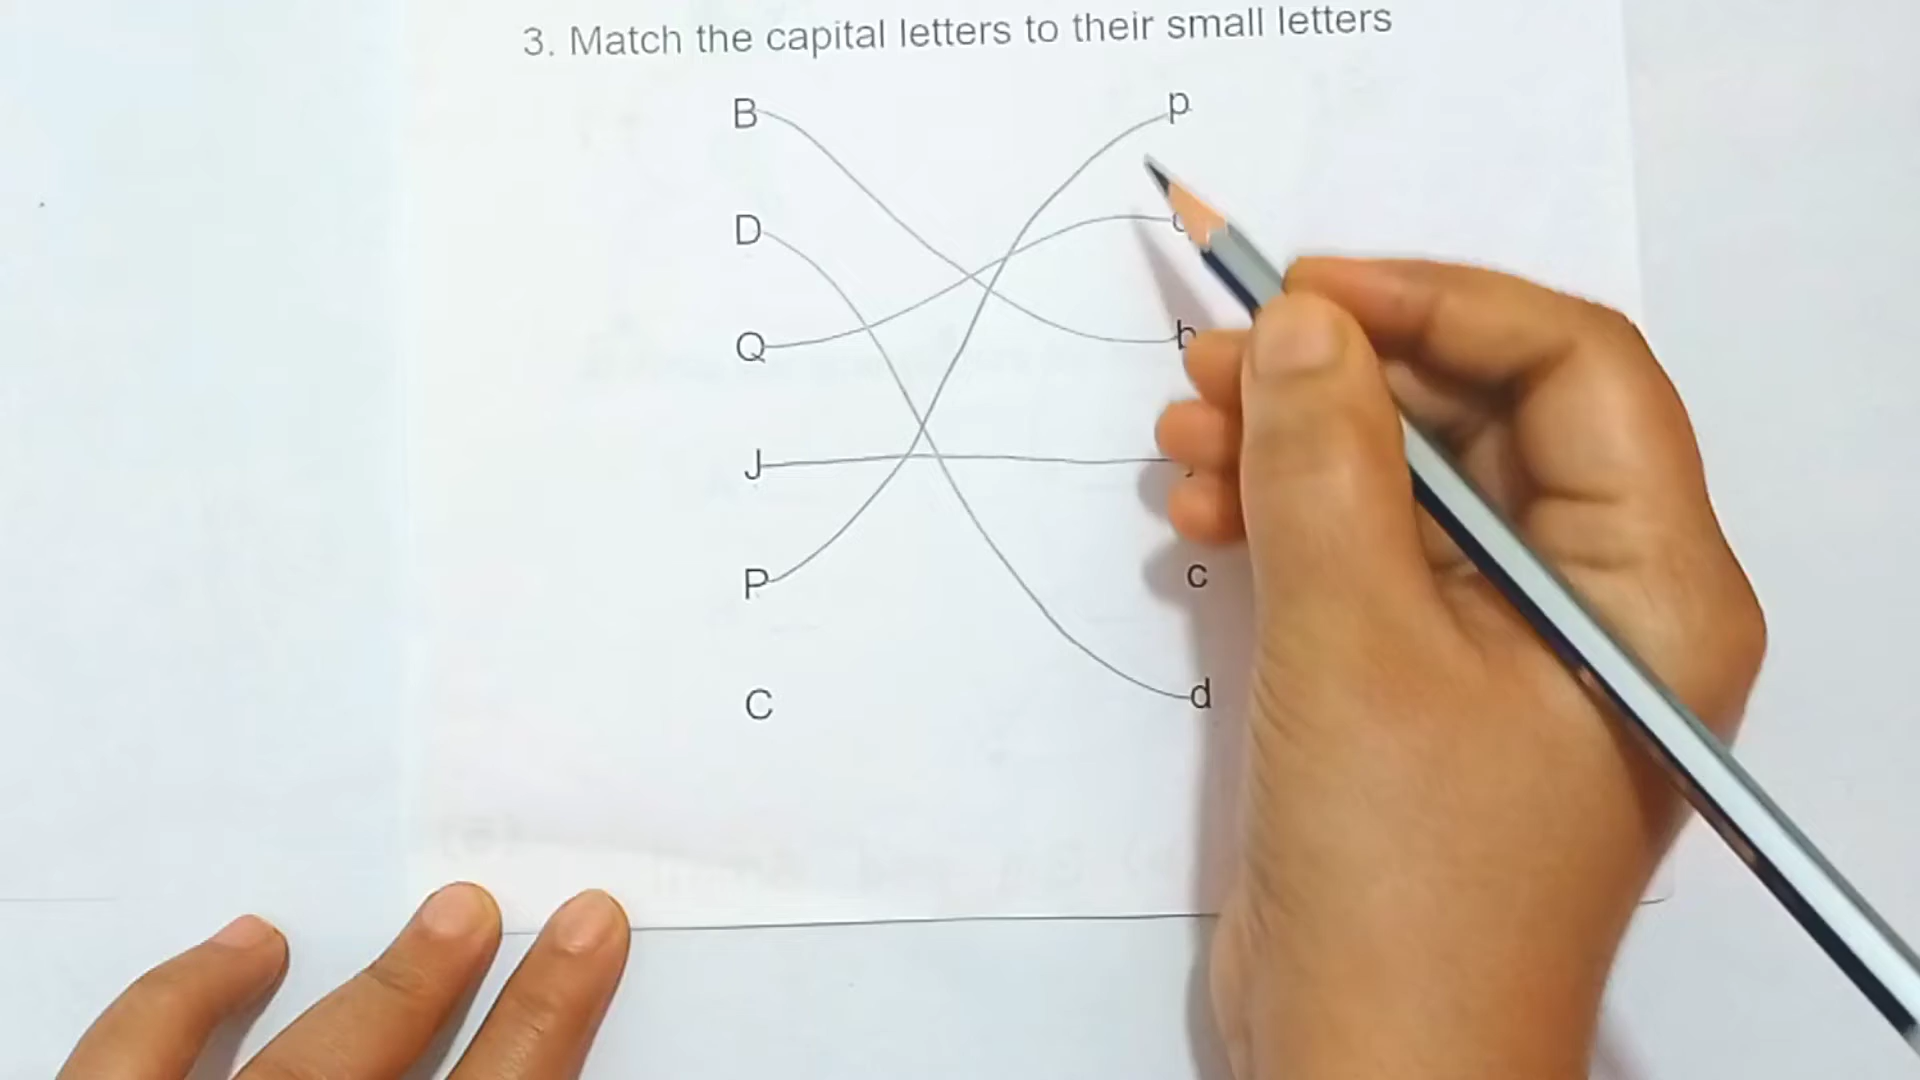 3. Match the capital letters to their small letters
B p
D
Q b
J
P c
C d